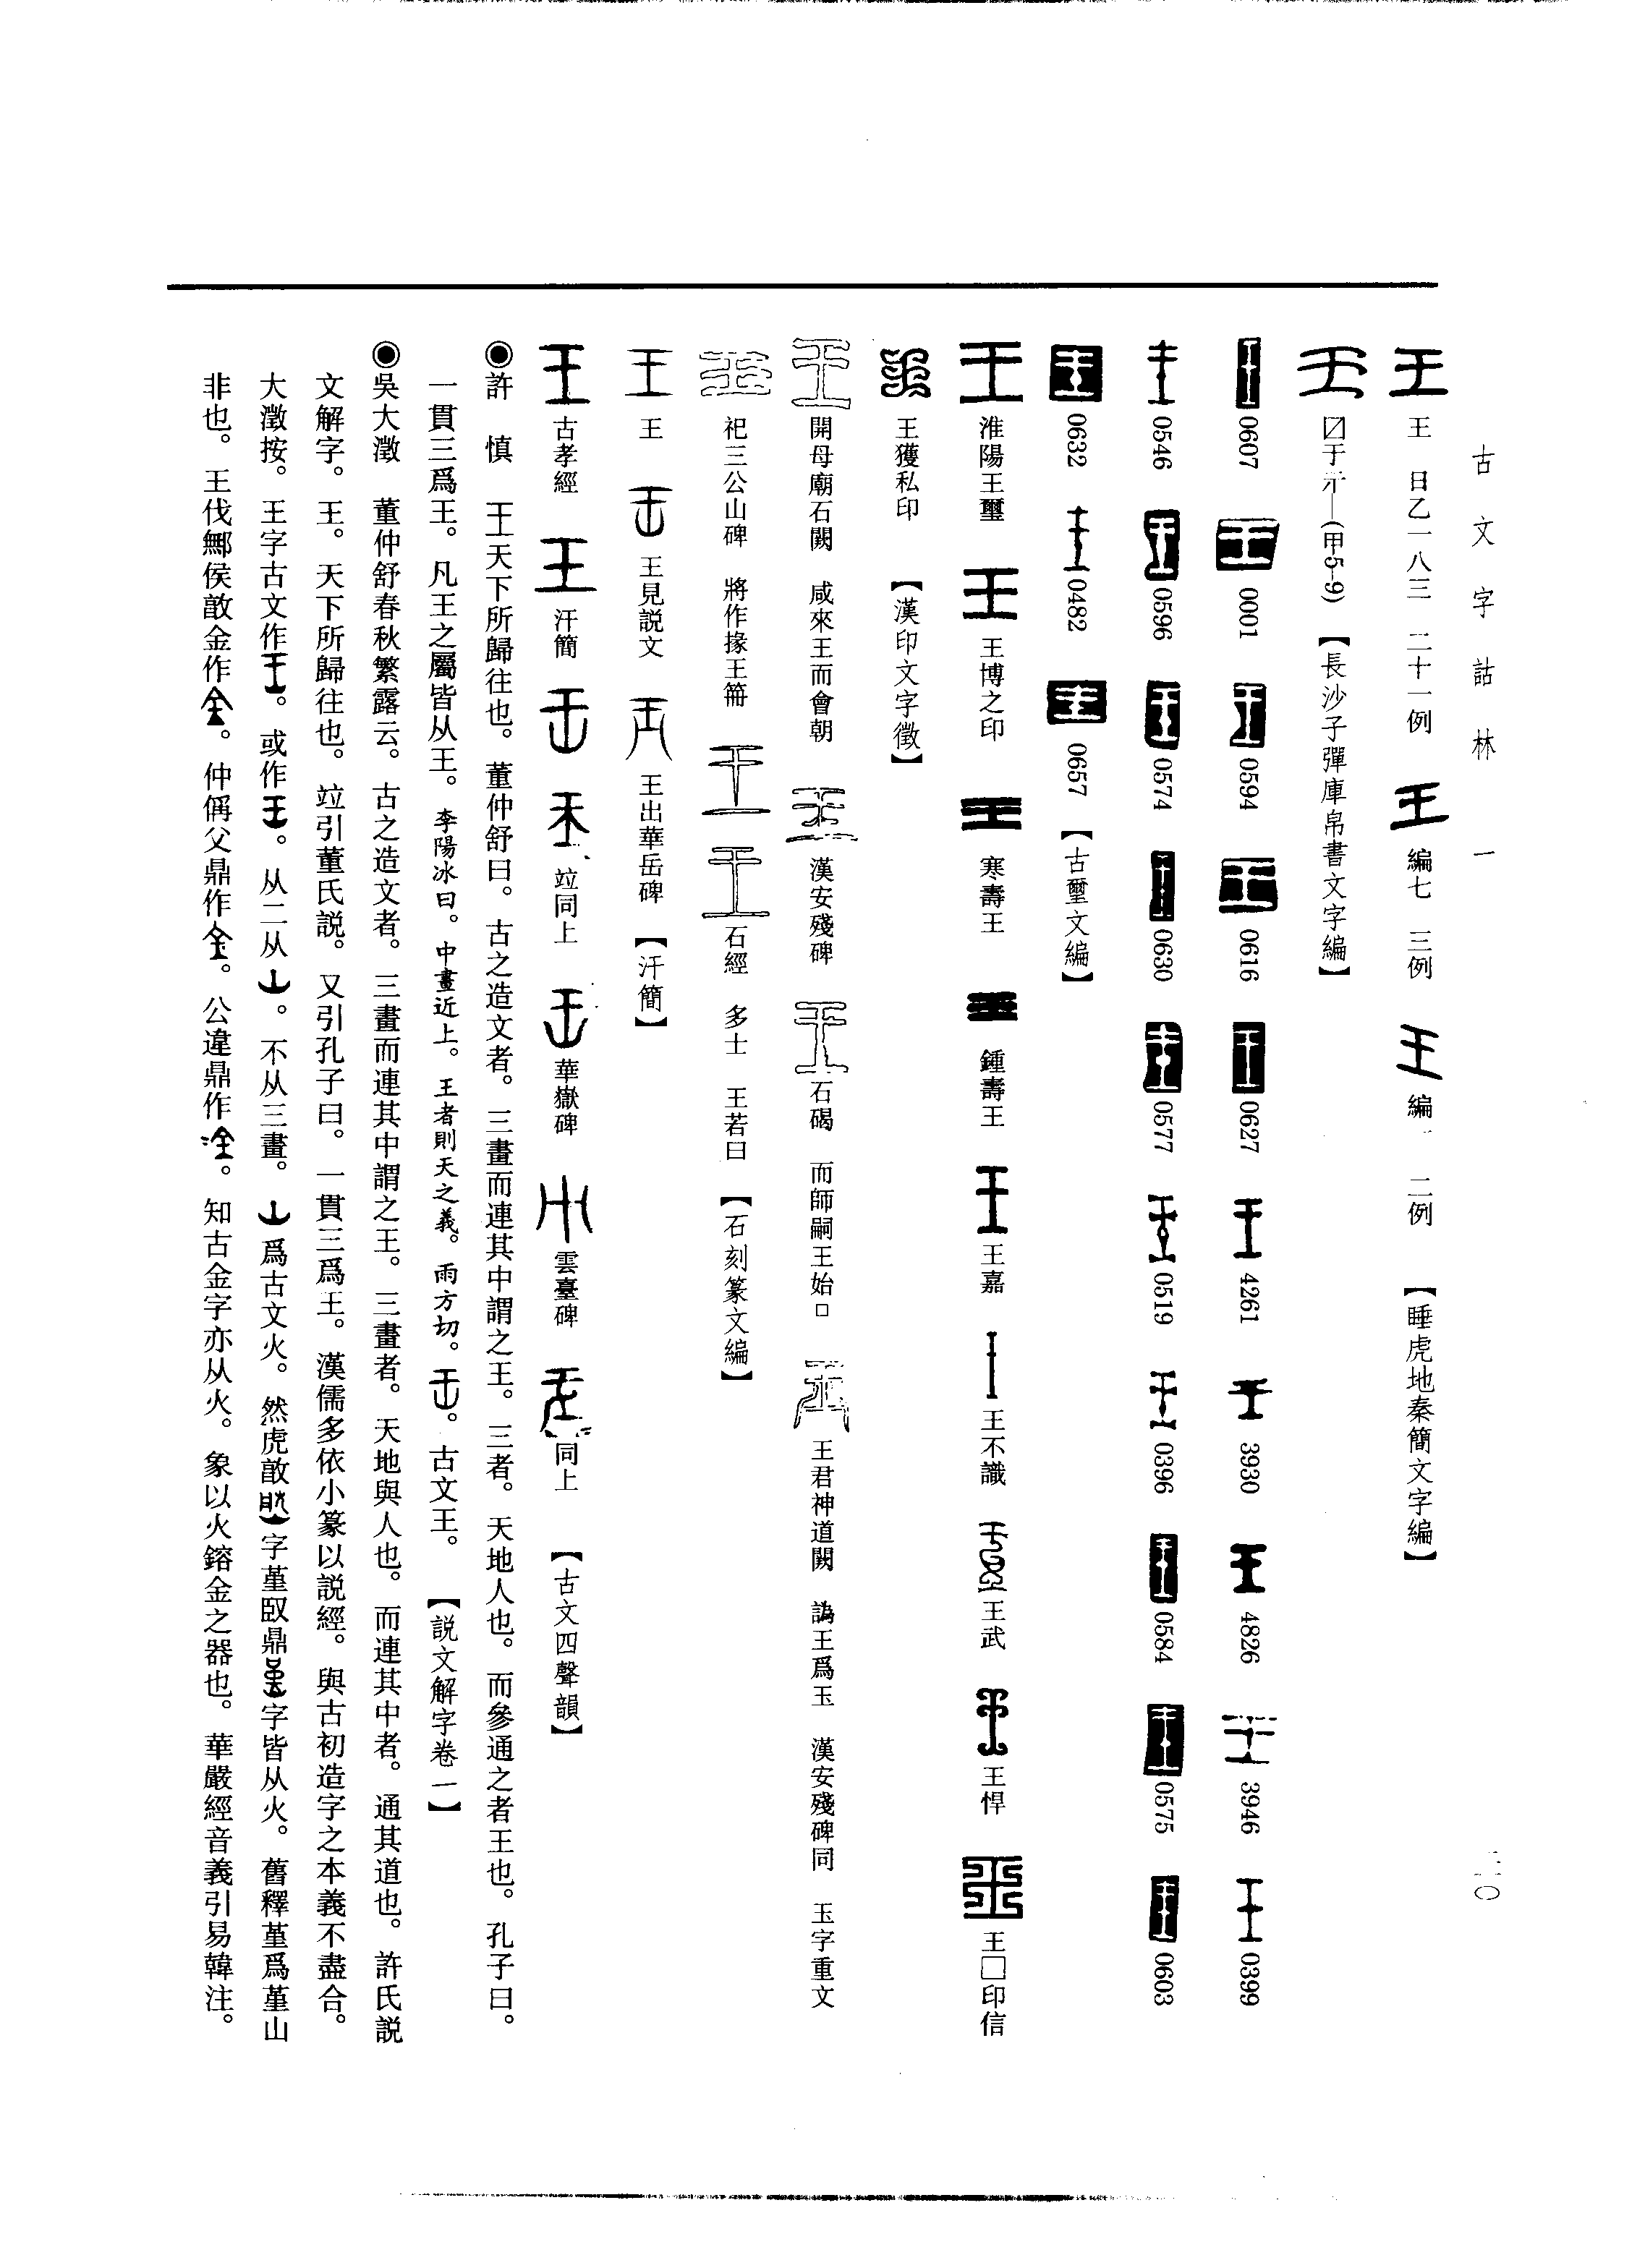 古文字詁林 一
二一〇
王 王 日乙一八三 二十一例 王 編七 三例 王 編一 二例 【睡虎地秦簡文字編】
王 〼于亓—(甲5-9) 【長沙子彈庫帛書文字編】
0607 0001 0594 0616 0627 4261 3930 4826 3946 0399
0546 0596 0574 0630 0577 0519 0396 0584 0575 0603
0632 0482 0657 【古璽文編】
淮陽王璽 王博之印 寒壽王 鍾壽王 王嘉 王不識 王武 王悍 王□印信
王獲私印 【漢印文字徵】
開母廟石闕 咸來王而會朝 漢安殘碑 石碣 而師嗣王始□ 王君神道闕 譌王爲玉 漢安殘碑同 玉字重文
祀三公山碑 將作掾王笧 石經 多士 王若曰 【石刻篆文編】
王 王 王見説文 王出華岳碑 【汗簡】
王 古孝經 王 汗簡 竝同上 華嶽碑 雲臺碑 同上 【古文四聲韻】
◉許 慎 王天下所歸往也。董仲舒曰。古之造文者。三畫而連其中謂之王。三者。天地人也。而參通之者王也。孔子曰。
一貫三爲王。凡王之屬皆从王。李陽冰曰。中畫近上。王者則天之義。雨方切。。古文王。 【説文解字卷一】
◉吳大澂 董仲舒春秋繁露云。古之造文者。三畫而連其中謂之王。三畫者。天地與人也。而連其中者。通其道也。許氏説
文解字。王。天下所歸往也。竝引董氏説。又引孔子曰。一貫三爲王。漢儒多依小篆以説經。與古初造字之本義不盡合。
大澂按。王字古文作。或作。从二从。不从三畫。爲古文火。然虎敢字堇臤鼎字皆从火。舊釋堇爲堇山
非也。王伐鄦侯敢金作。仲偁父鼎作。公違鼎作。知古金字亦从火。象以火鎔金之器也。華嚴經音義引易韓注。